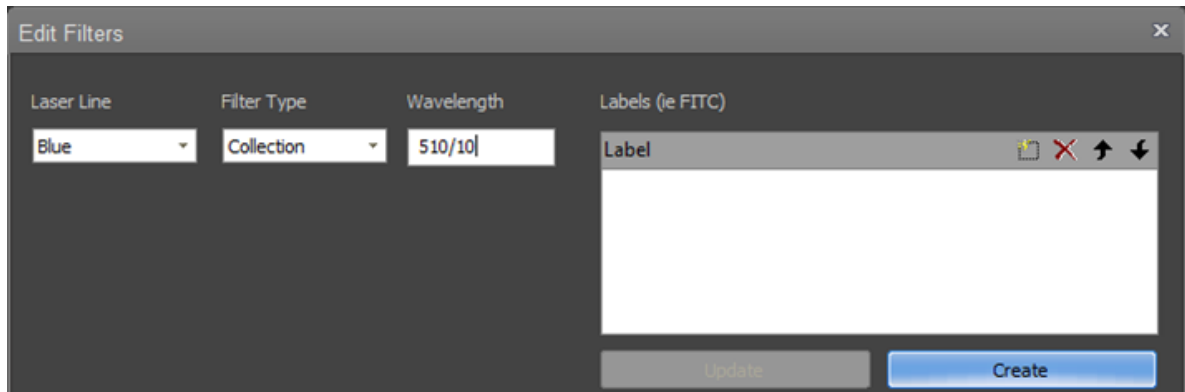 Edit Filters
Laser Line Filter Type Wavelength Labels (ie FITC)
Blue Collection 510/10 Label
Update Create